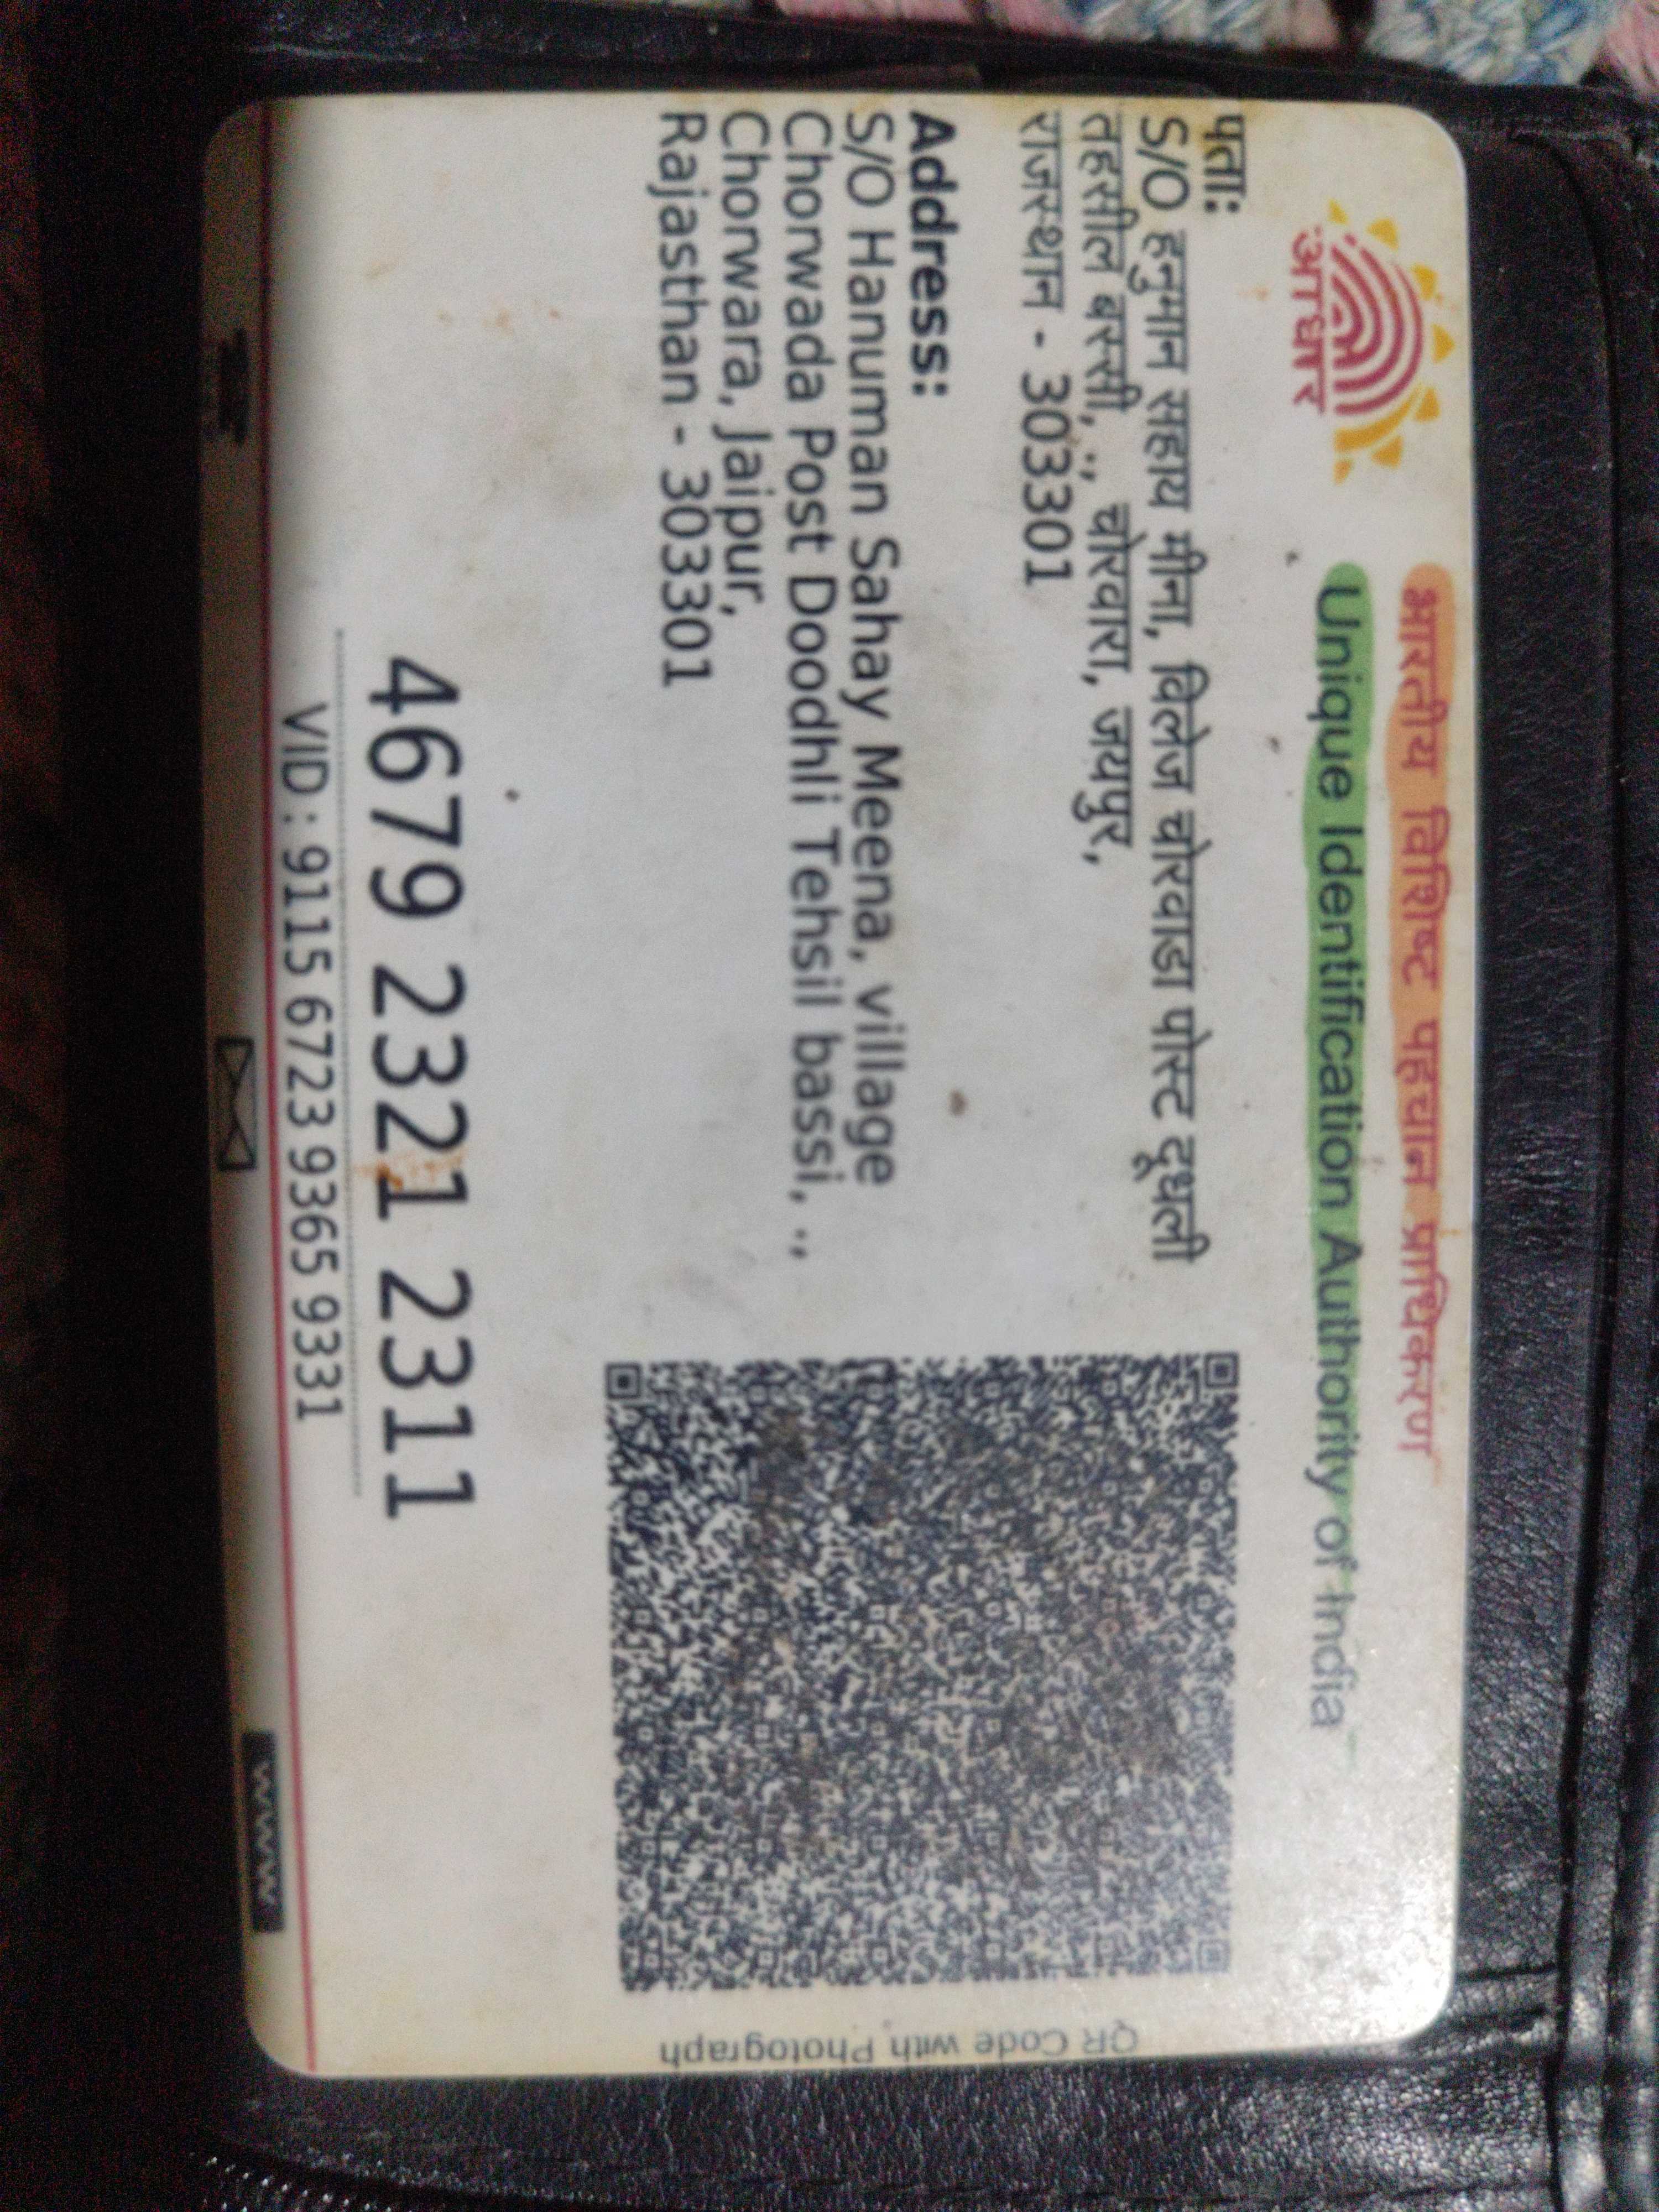 भारतीय विशिष्ट पहचान प्राधिकरण
Unique Identification Authority of India
आधार
पता:
S/O हनुमान सहाय मीना, विलेज चोरवाडा पोस्ट दूधली
तहसील बस्सी, ., चोरवारा, जयपुर,
राजस्थान - 303301
Address:
S/O Hanuman Sahay Meena, village
Chorwada Post Doodhli Tehsil bassi, .,
Chorwara, Jaipur,
Rajasthan - 303301
QR Code with Photograph
4679 2321 2311
VID : 9115 6723 9365 9331
www